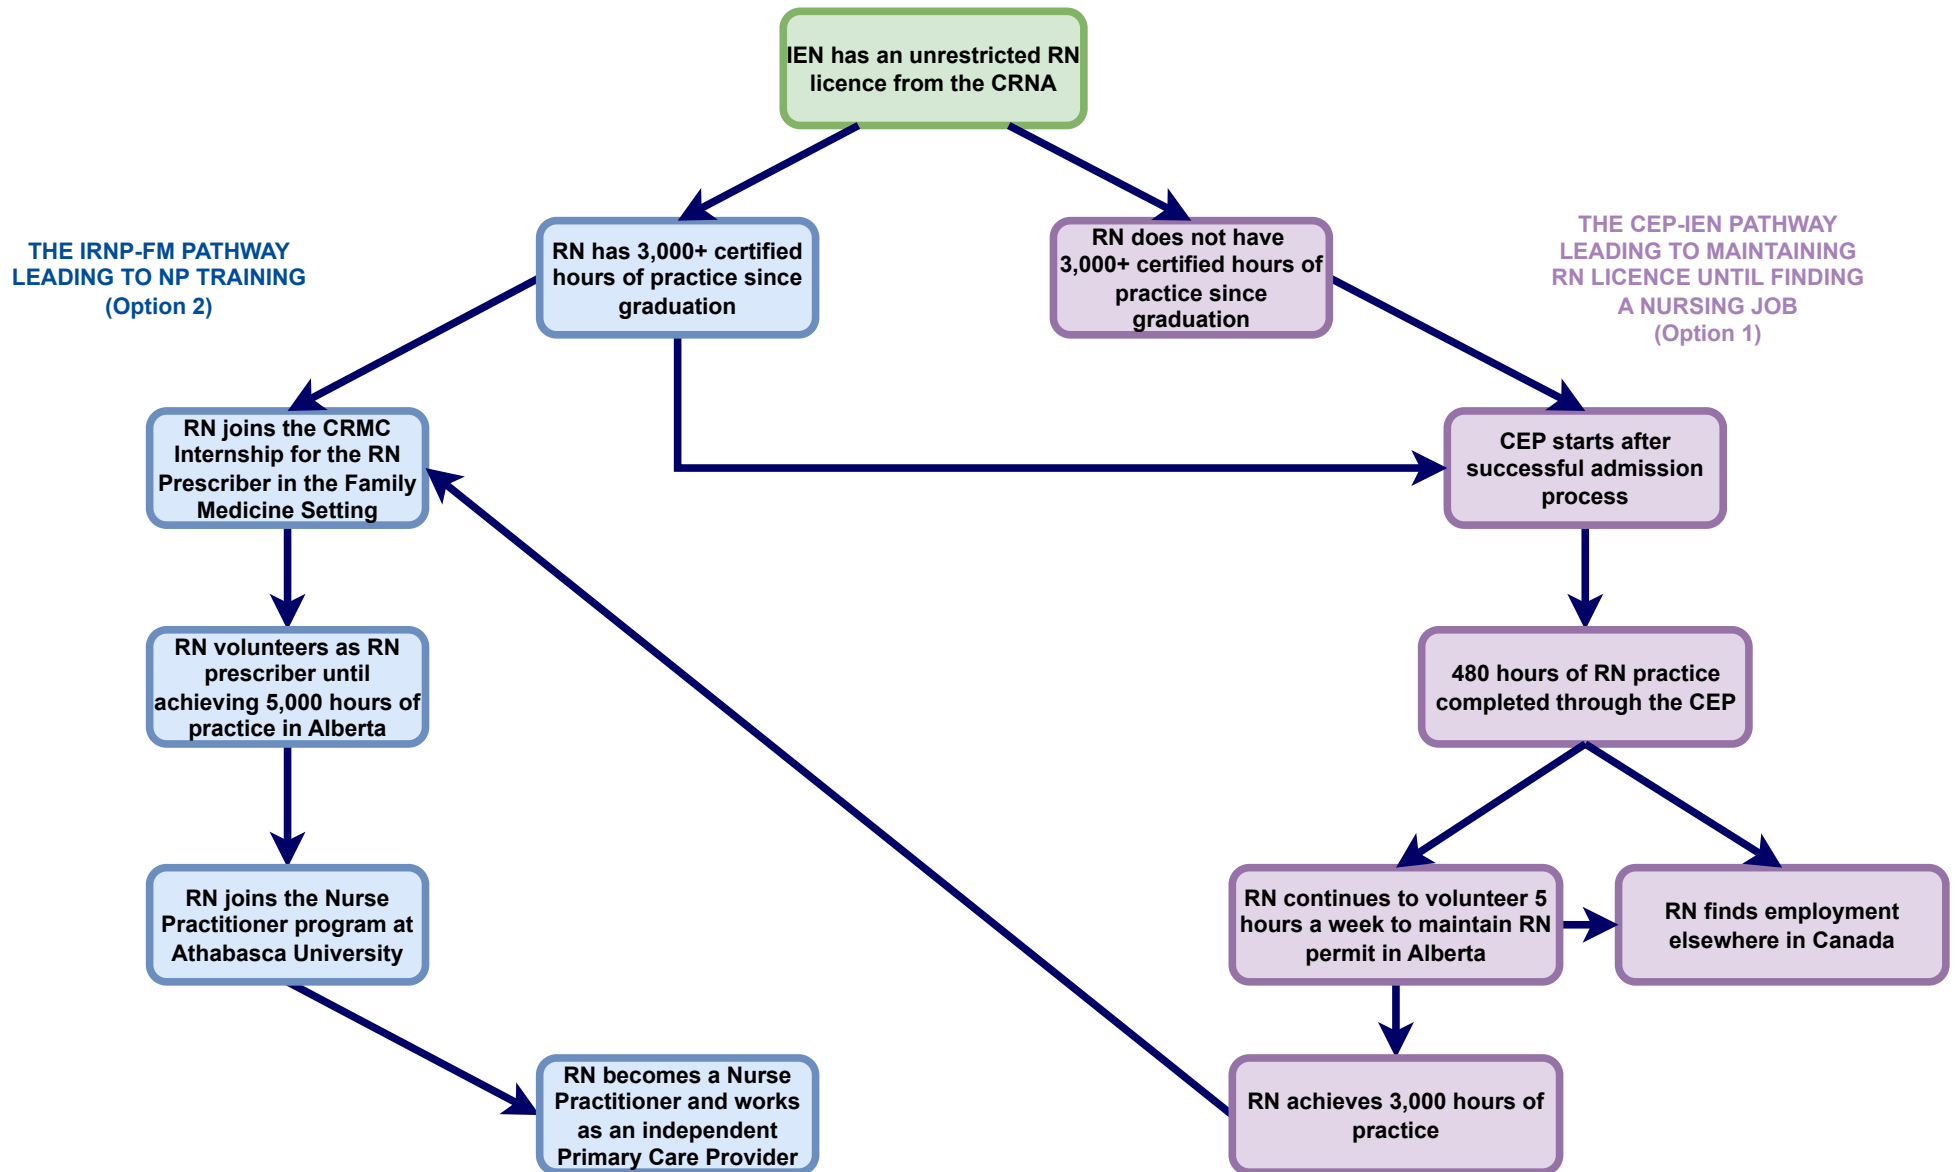 IEN has an unrestricted RN
licence from the CRNA
THE IRNP-FM PATHWAY
LEADING TO NP TRAINING
(Option 2)
RN has 3,000+ certified
hours of practice since
graduation
RN does not have
3,000+ certified hours of
practice since
graduation
THE CEP-IEN PATHWAY
LEADING TO MAINTAINING
RN LICENCE UNTIL FINDING
A NURSING JOB
(Option 1)
RN joins the CRMC
Internship for the RN
Prescriber in the Family
Medicine Setting
CEP starts after
successful admission
process
RN volunteers as RN
prescriber until
achieving 5,000 hours of
practice in Alberta
480 hours of RN practice
completed through the CEP
RN joins the Nurse
Practitioner program at
Athabasca University
RN continues to volunteer 5
hours a week to maintain RN
permit in Alberta
RN finds employment
elsewhere in Canada
RN becomes a Nurse
Practitioner and works
as an independent
Primary Care Provider
RN achieves 3,000 hours of
practice